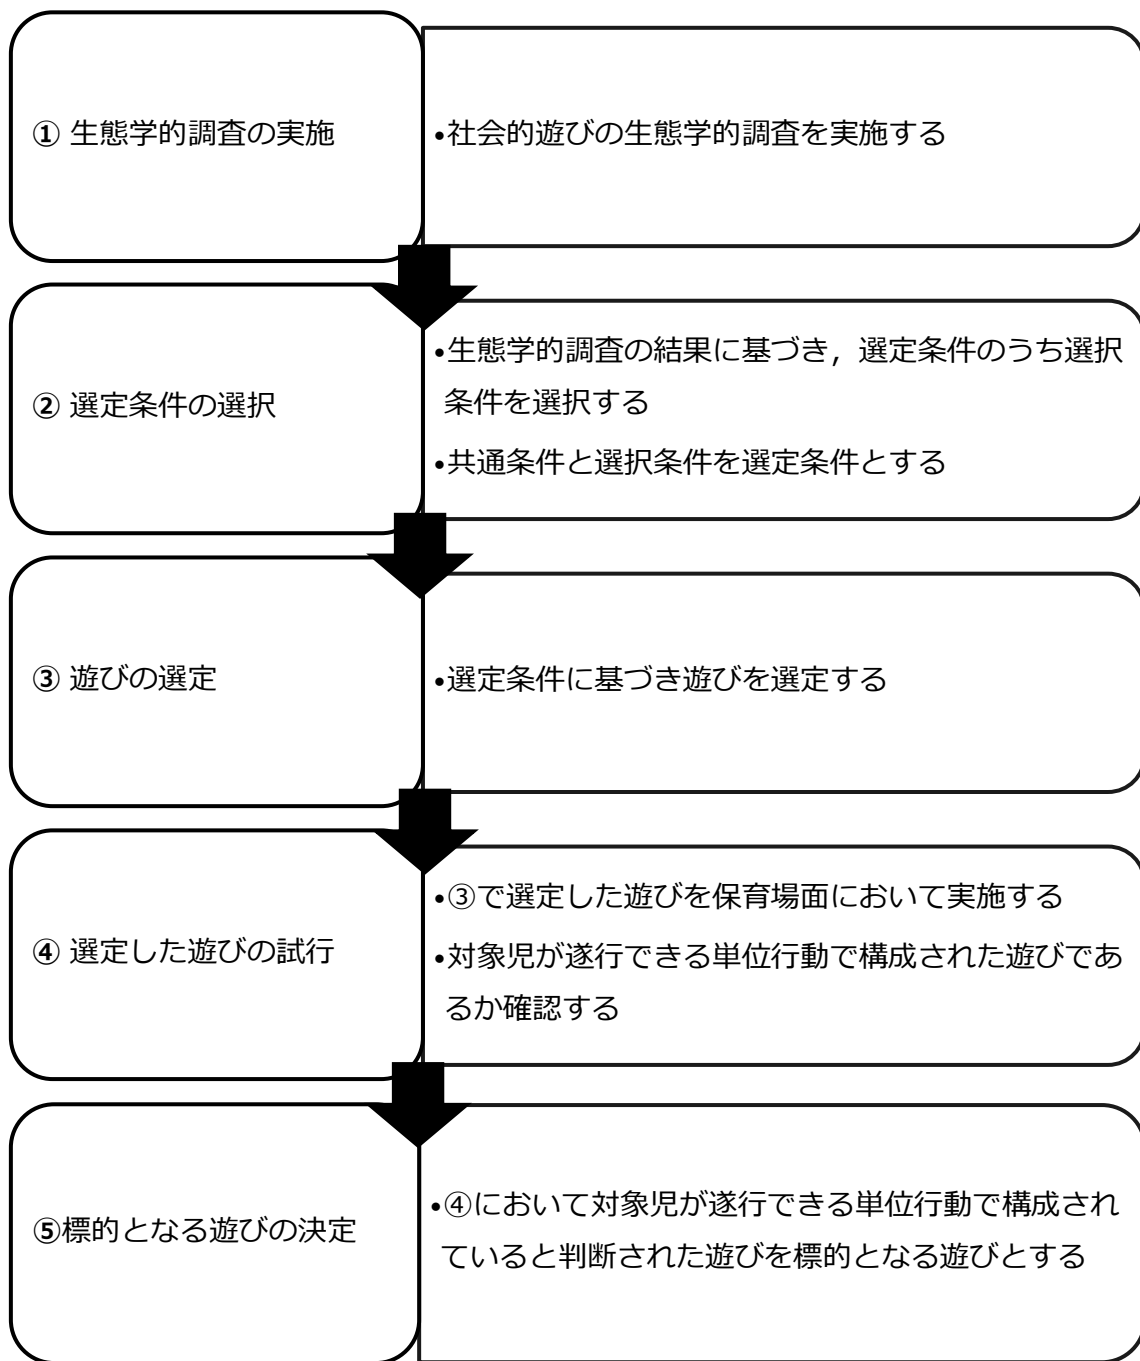 ① 生態学的調査の実施
•社会的遊びの生態学的調査を実施する
② 選定条件の選択
•生態学的調査の結果に基づき，選定条件のうち選択
条件を選択する
•共通条件と選択条件を選定条件とする
③ 遊びの選定
•選定条件に基づき遊びを選定する
④ 選定した遊びの試行
•③で選定した遊びを保育場面において実施する
•対象児が遂行できる単位行動で構成された遊びであ
るか確認する
⑤標的となる遊びの決定
•④において対象児が遂行できる単位行動で構成され
ていると判断された遊びを標的となる遊びとする